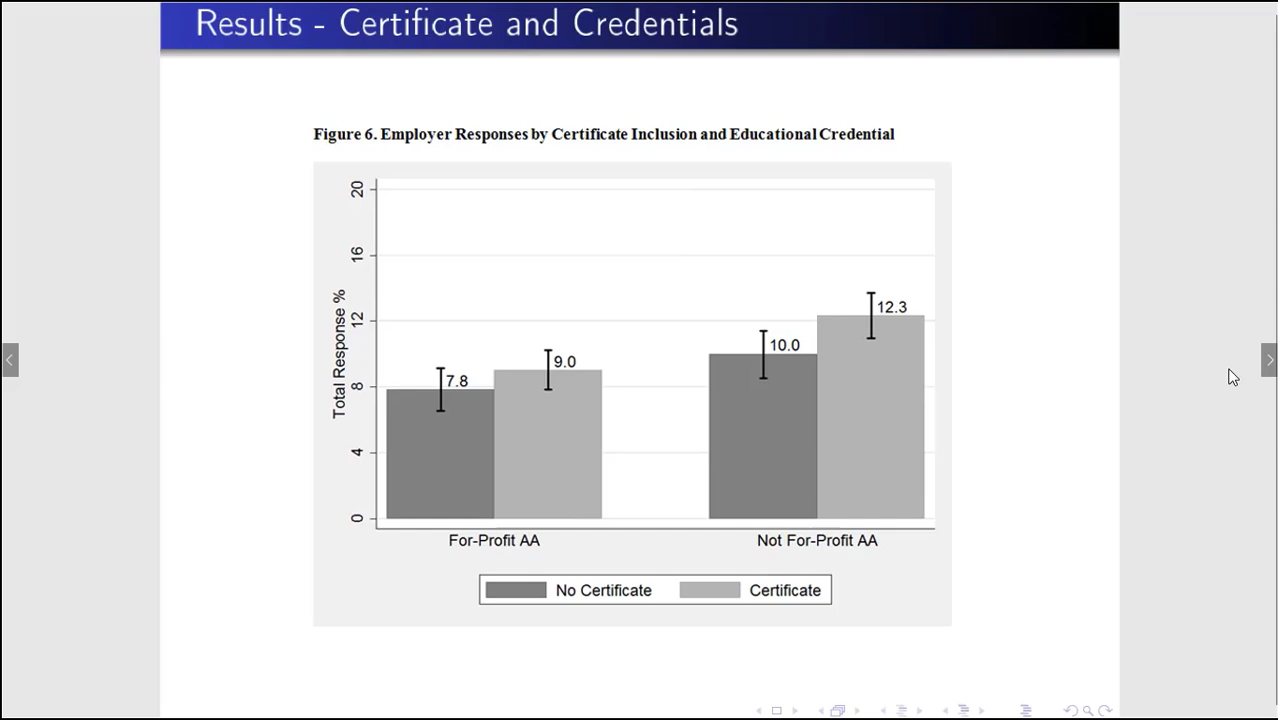 Results - Certificate and Credentials
Figure 6. Employer Responses by Certificate Inclusion and Educational Credential
Total Response %
20
16
12
8
4
0
7.8
9.0
10.0
12.3
For-Profit AA
Not For-Profit AA
No Certificate
Certificate